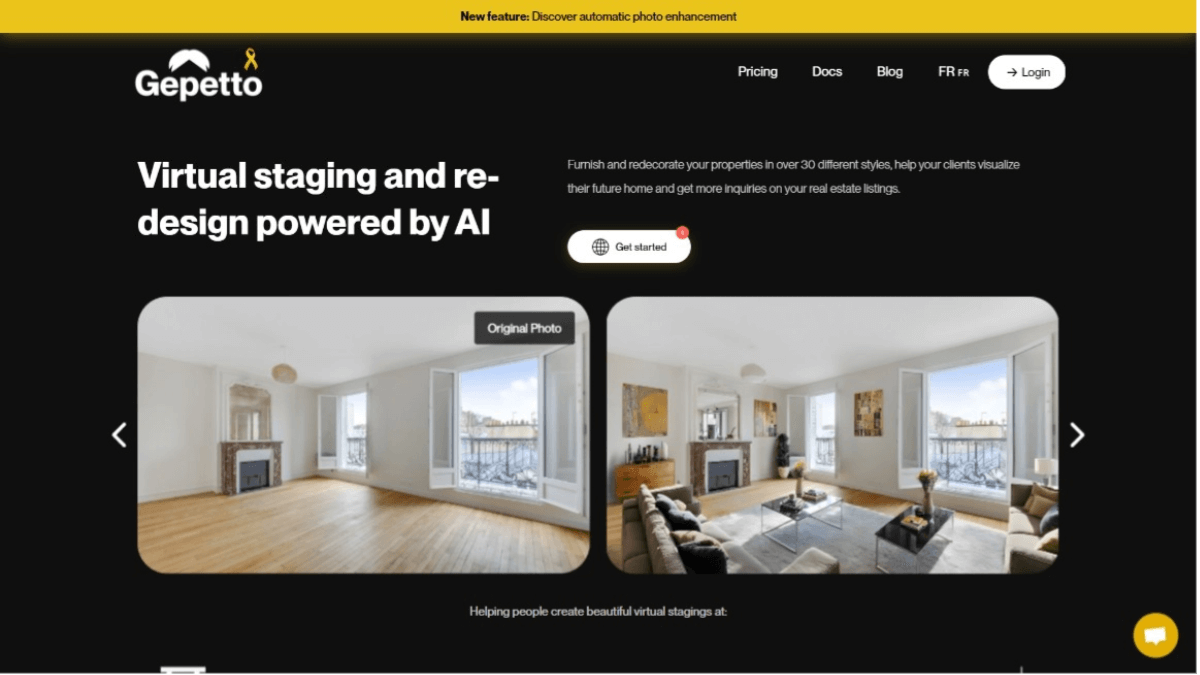 New feature: Discover automatic photo enhancement
Gepetto
Pricing
Docs
Blog
FR FR
→ Login
Virtual staging and re-
design powered by AI
Furnish and redecorate your properties in over 30 different styles, help your clients visualize
their future home and get more inquiries on your real estate listings.
Get started
Original Photo
Helping people create beautiful virtual stagings at: